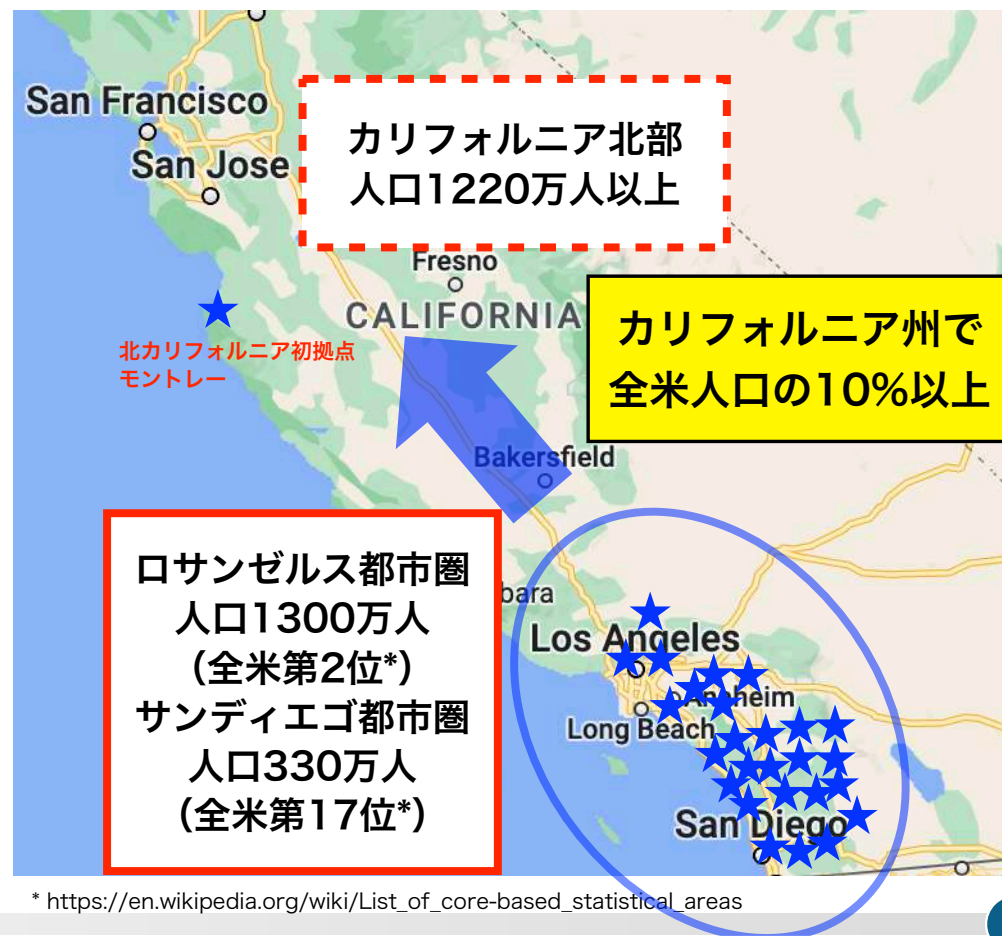 San Francisco
San Jose
カリフォルニア北部
人口1220万人以上
Fresno
CALIFORNIA
北カリフォルニア初拠点
モントレー
カリフォルニア州で
全米人口の10%以上
Bakersfield
ロサンゼルス都市圏
人口1300万人
(全米第2位*)
サンディエゴ都市圏
人口330万人
(全米第17位*)
bara
Los Angeles
Anaheim
Long Beach
San Diego
* https://en.wikipedia.org/wiki/List_of_core-based_statistical_areas